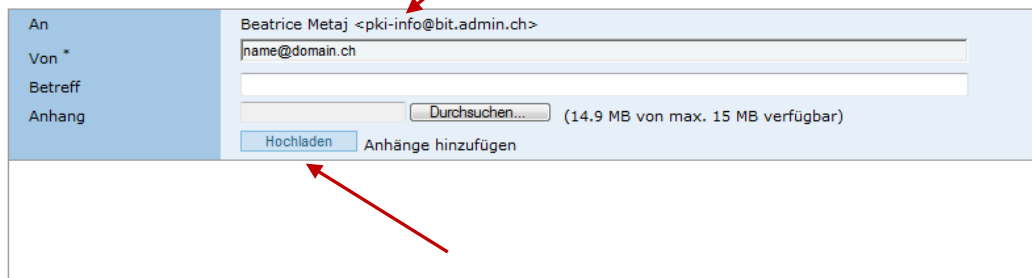 An Beatrice Metaj <pki-info@bit.admin.ch>
Von * name@domain.ch
Betreff
Anhang Durchsuchen... (14.9 MB von max. 15 MB verfügbar)
Hochladen Anhänge hinzufügen